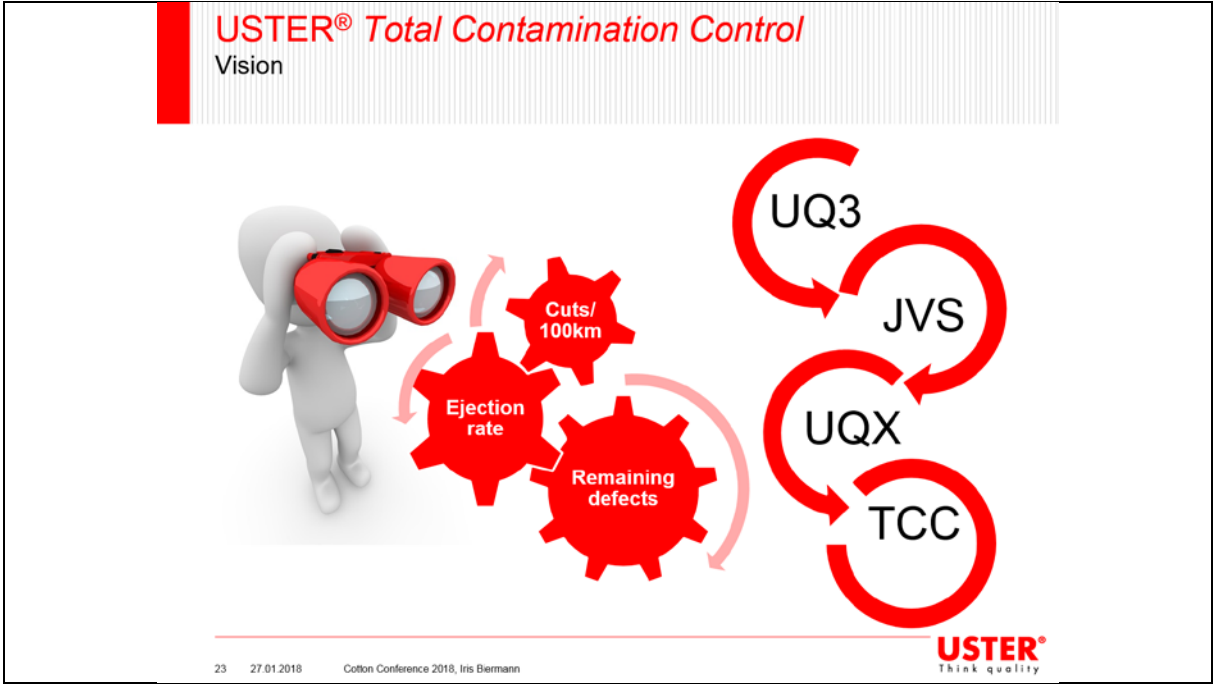 USTER® Total Contamination Control
Vision
Cuts/
100km
Ejection
rate
Remaining
defects
UQ3
JVS
UQX
TCC
23 27.01.2018 Cotton Conference 2018, Iris Biermann
USTER®
Think quality